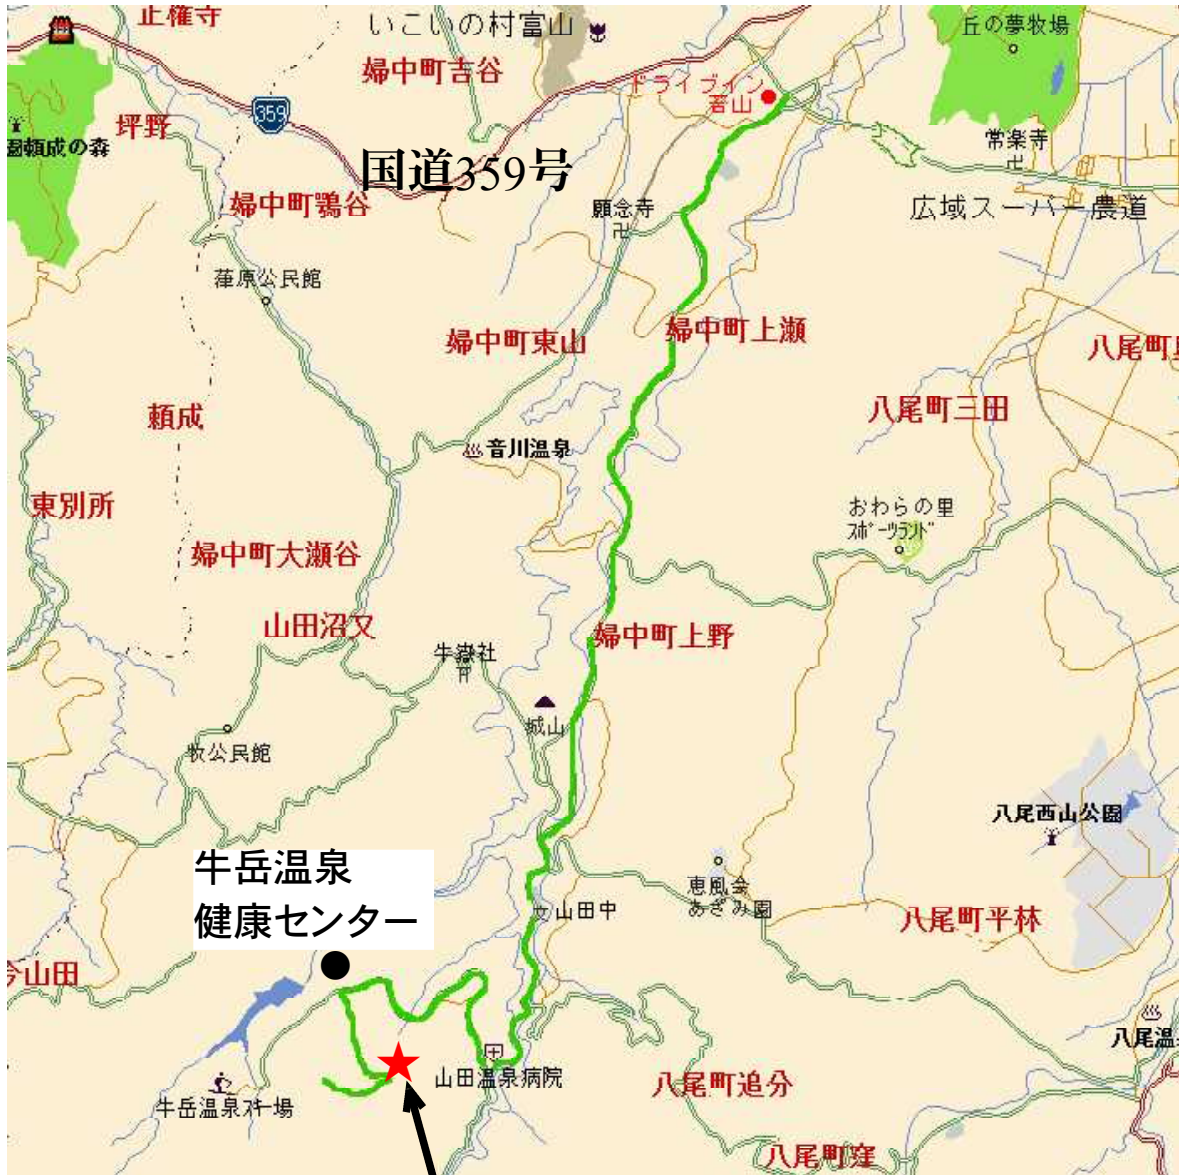 正権寺
いこいの村富山
丘の夢牧場
婦中町吉谷
ドライブイン
若山
359
坪野
園頼成の森
常楽寺
国道359号
婦中町鶚谷
願念寺
広域スーパー農道
葎原公民館
婦中町東山
婦中町上瀬
八尾町三田
頼成
音川温泉
東別所
おわらの里
スポーツランド
婦中町大瀬谷
山田沼又
婦中町上野
牛嶽社
城山
牧公民館
八尾西山公園
牛岳温泉
健康センター
恵風会
あざみ園
山田中
八尾町平林
今山田
八尾温泉
山田温泉病院
八尾町追分
牛岳温泉スキー場
八尾町窪